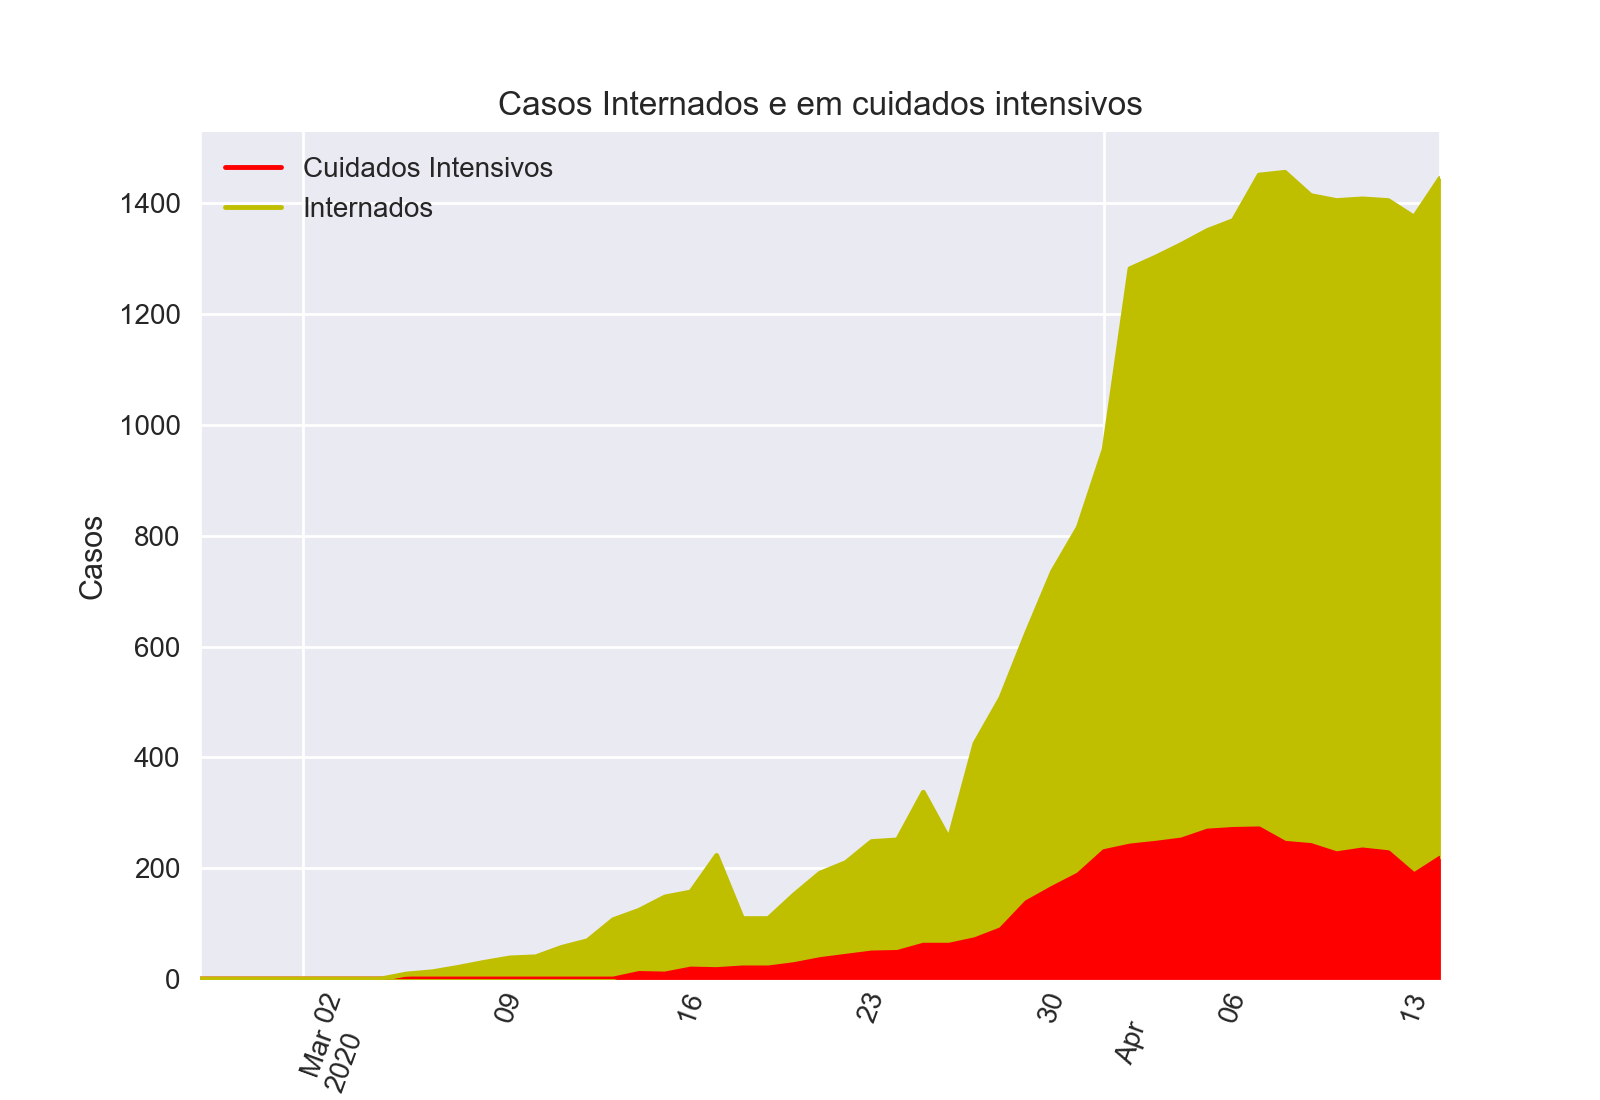 Casos Internados e em cuidados intensivos
Cuidados Intensivos
Internados
1400
1200
1000
800
600
400
200
0
Casos
Mar 02
2020
09
16
23
30
Apr
06
13